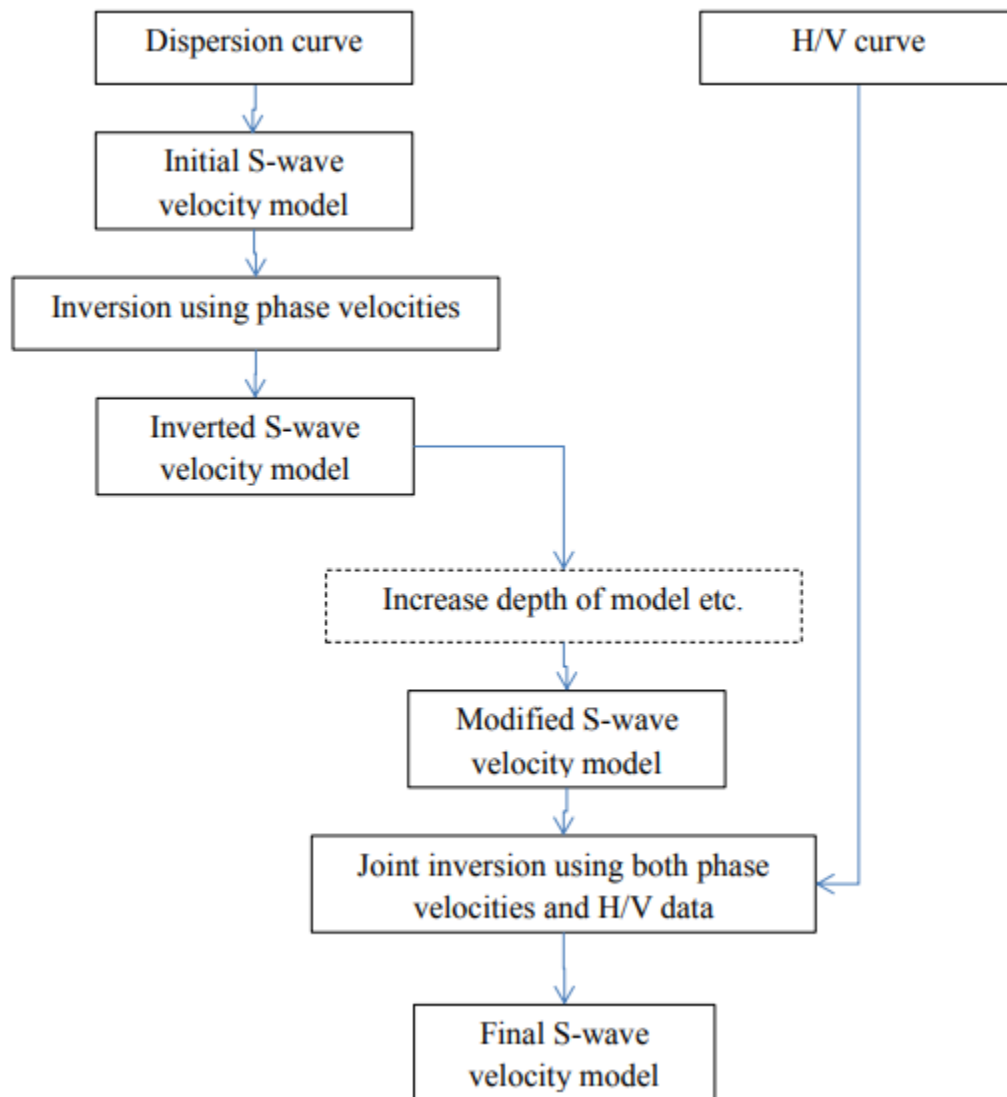 Dispersion curve
H/V curve
Initial S-wave
velocity model
Inversion using phase velocities
Inverted S-wave
velocity model
Increase depth of model etc.
Modified S-wave
velocity model
Joint inversion using both phase
velocities and H/V data
Final S-wave
velocity model